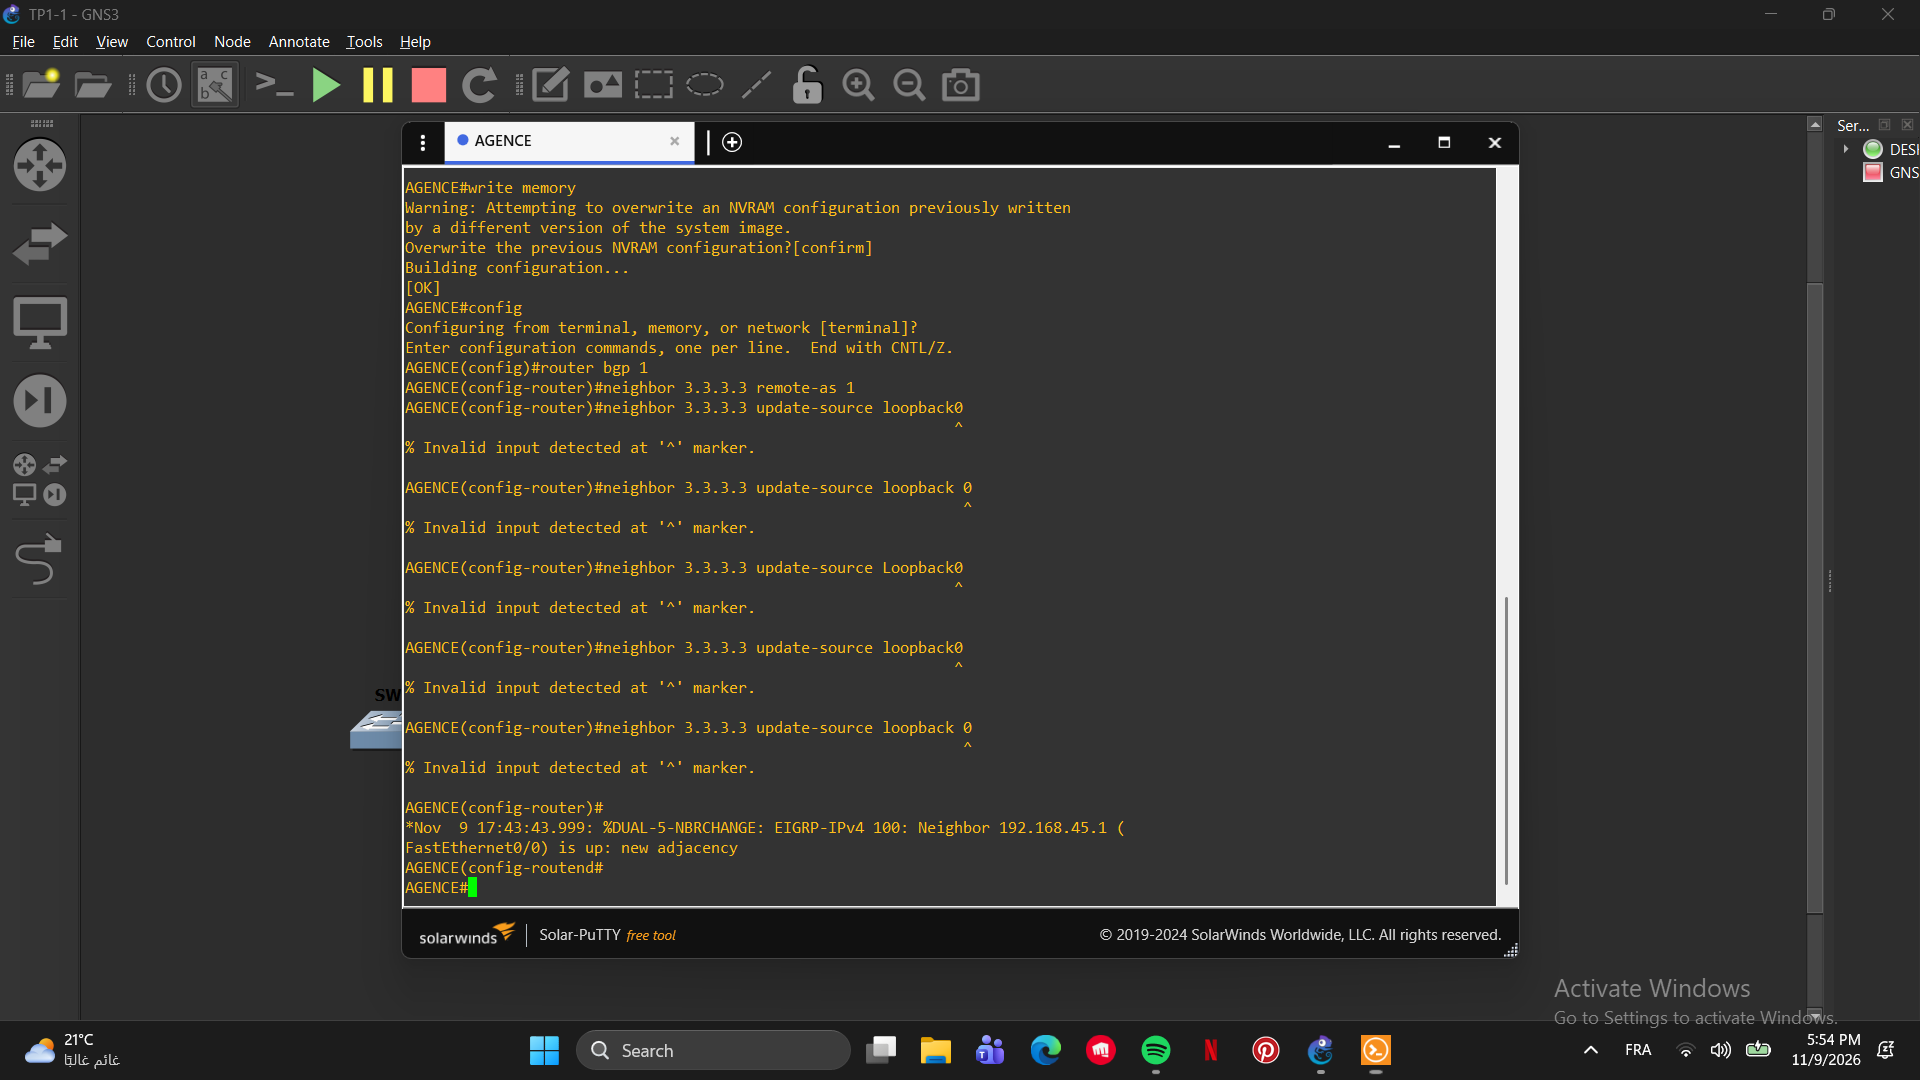 TP1-1 - GNS3
File Edit View Control Node Annotate Tools Help
AGENCE
Ser...
DESH
GNS
AGENCE#write memory
Warning: Attempting to overwrite an NVRAM configuration previously written
by a different version of the system image.
Overwrite the previous NVRAM configuration?[confirm]
Building configuration...
[OK]
AGENCE#config
Configuring from terminal, memory, or network [terminal]?
Enter configuration commands, one per line.  End with CNTL/Z.
AGENCE(config)#router bgp 1
AGENCE(config-router)#neighbor 3.3.3.3 remote-as 1
AGENCE(config-router)#neighbor 3.3.3.3 update-source loopback0
^
% Invalid input detected at '^' marker.
AGENCE(config-router)#neighbor 3.3.3.3 update-source loopback 0
^
% Invalid input detected at '^' marker.
AGENCE(config-router)#neighbor 3.3.3.3 update-source Loopback0
^
% Invalid input detected at '^' marker.
AGENCE(config-router)#neighbor 3.3.3.3 update-source loopback0
^
% Invalid input detected at '^' marker.
AGENCE(config-router)#neighbor 3.3.3.3 update-source loopback 0
^
% Invalid input detected at '^' marker.
AGENCE(config-router)#
*Nov  9 17:43:43.999: %DUAL-5-NBRCHANGE: EIGRP-IPv4 100: Neighbor 192.168.45.1 (
FastEthernet0/0) is up: new adjacency
AGENCE(config-routend#
AGENCE#
SW
solarwinds
Solar-PuTTY free tool
© 2019-2024 SolarWinds Worldwide, LLC. All rights reserved.
Activate Windows
Go to Settings to activate Windows.
21°C
غائم غالبًا
Search
FRA
5:54 PM
11/9/2026